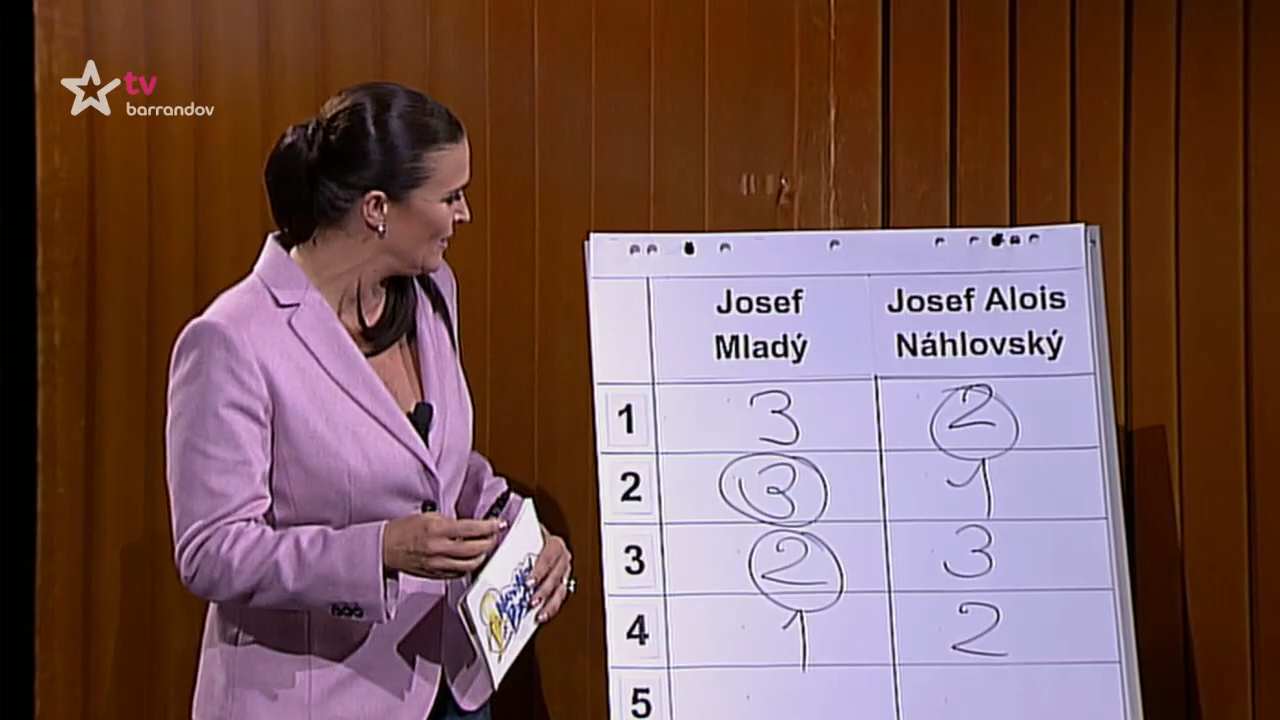 tv
barrandov
Josef Mladý
Josef Alois Náhlovský
1 3 2
2 3 1
3 2 3
4 1 2
5